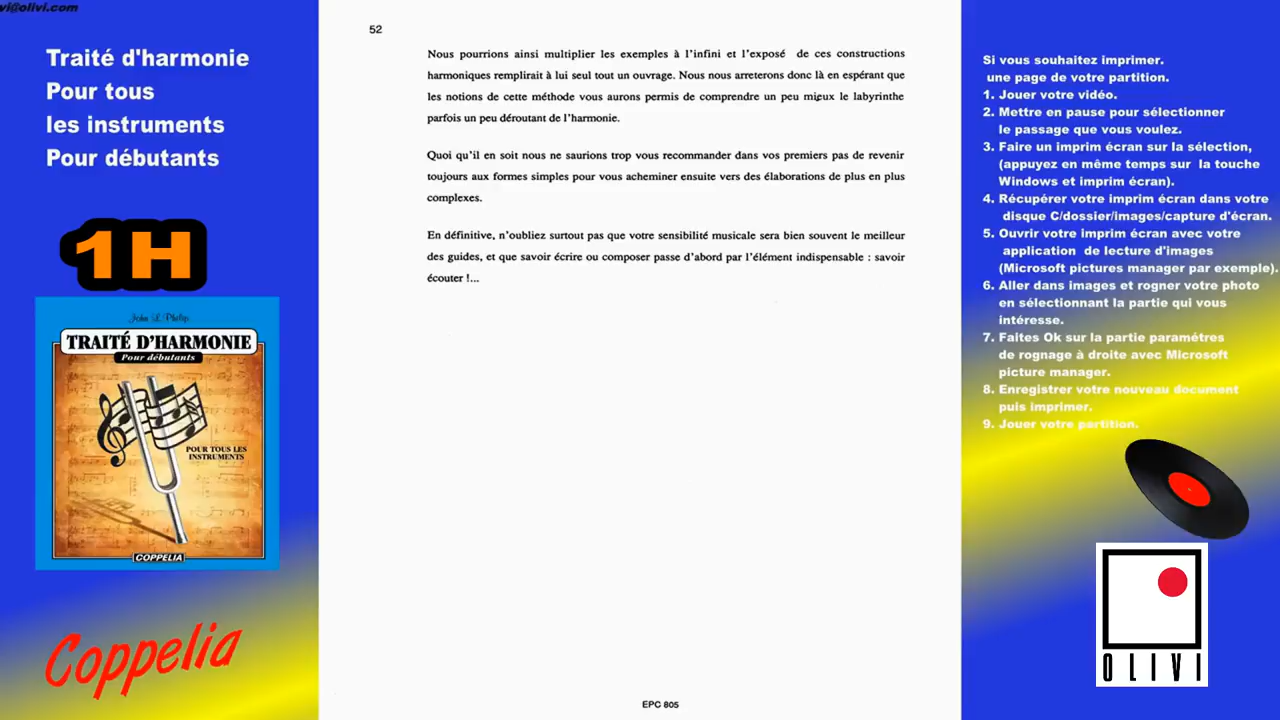 vi@olivi.com
Traité d'harmonie
Pour tous
les instruments
Pour débutants
1H
John L Philip
TRAITÉ D'HARMONIE
Pour débutants
POUR TOUS LES
INSTRUMENTS
COPPELIA
Coppelia
52
Nous pourrions ainsi multiplier les exemples à l'infini et l'exposé de ces constructions
harmoniques remplirait à lui seul tout un ouvrage. Nous nous arreterons donc là en espérant que
les notions de cette méthode vous aurons permis de comprendre un peu mieux le labyrinthe
parfois un peu déroutant de l'harmonie.
Quoi qu'il en soit nous ne saurions trop vous recommander dans vos premiers pas de revenir
toujours aux formes simples pour vous acheminer ensuite vers des élaborations de plus en plus
complexes.
En définitive, n'oubliez surtout pas que votre sensibilité musicale sera bien souvent le meilleur
des guides, et que savoir écrire ou composer passe d'abord par l'élément indispensable : savoir
écouter !...
EPC 805
Si vous souhaitez imprimer.
une page de votre partition.
1. Jouer votre vidéo.
2. Mettre en pause pour sélectionner
le passage que vous voulez.
3. Faire un imprim écran sur la sélection,
(appuyez en même temps sur la touche
Windows et imprim écran).
4. Récupérer votre imprim écran dans votre
disque C/dossier/images/capture d'écran.
5. Ouvrir votre imprim écran avec votre
application de lecture d'images
(Microsoft pictures manager par exemple).
6. Aller dans images et rogner votre photo
en sélectionnant la partie qui vous
intéresse.
7. Faites Ok sur la partie paramétres
de rognage à droite avec Microsoft
picture manager.
8. Enregistrer votre nouveau document
puis imprimer.
9. Jouer votre partition.
OLIVI